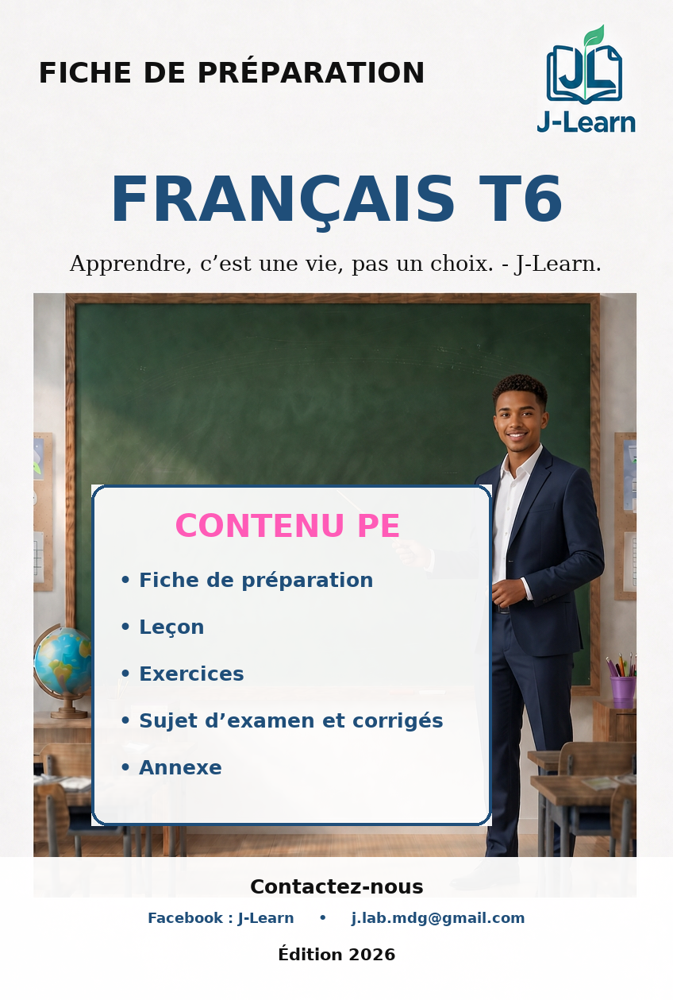 FICHE DE PRÉPARATION
JL
J-Learn
FRANÇAIS T6
Apprendre, c’est une vie, pas un choix. - J-Learn.
CONTENU PE
• Fiche de préparation
• Leçon
• Exercices
• Sujet d’examen et corrigés
• Annexe
Contactez-nous
Facebook : J-Learn • j.lab.mdg@gmail.com
Édition 2026